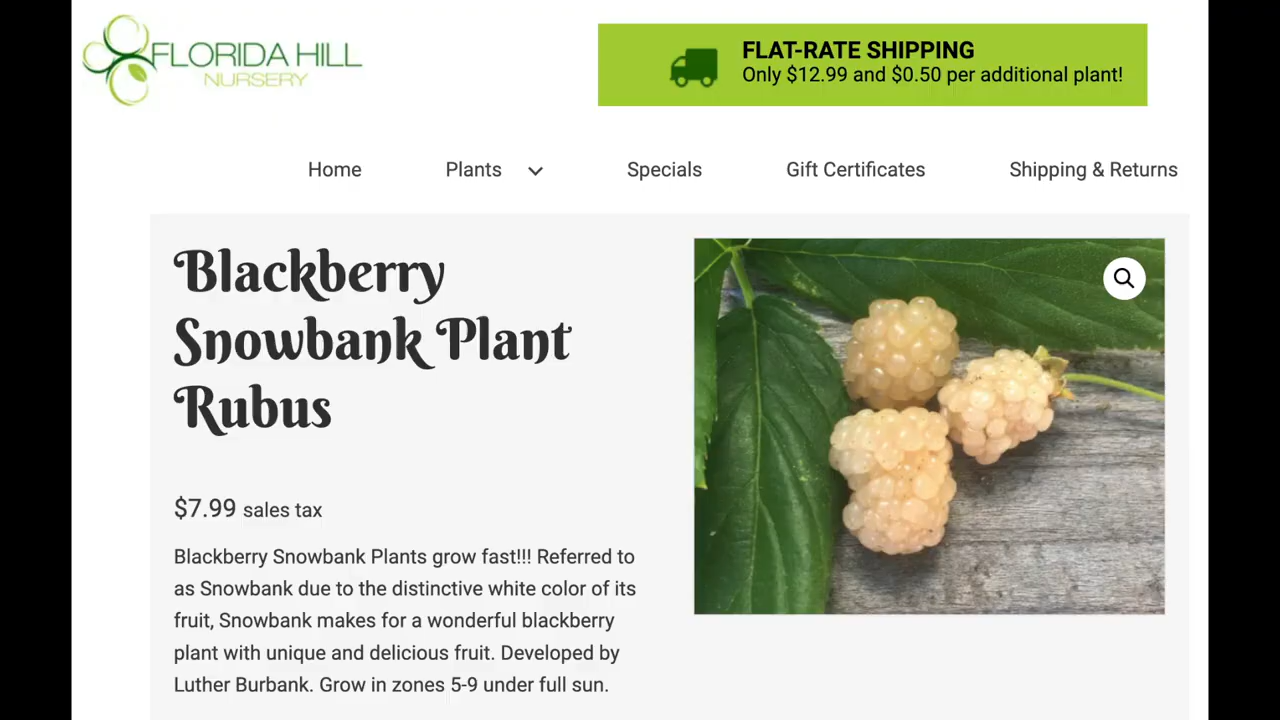 FLORIDA HILL
NURSERY
FLAT-RATE SHIPPING
Only $12.99 and $0.50 per additional plant!
Home Plants Specials Gift Certificates Shipping & Returns
Blackberry
Snowbank Plant
Rubus
$7.99 sales tax
Blackberry Snowbank Plants grow fast!!! Referred to
as Snowbank due to the distinctive white color of its
fruit, Snowbank makes for a wonderful blackberry
plant with unique and delicious fruit. Developed by
Luther Burbank. Grow in zones 5-9 under full sun.